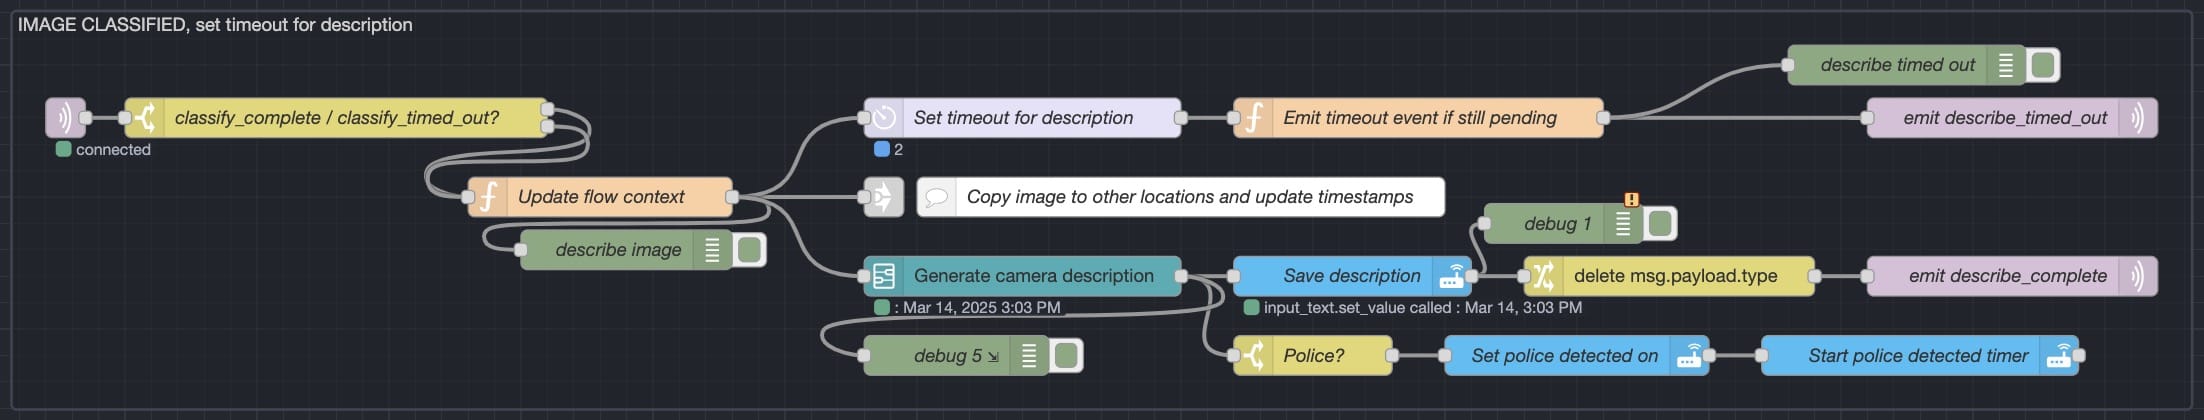 IMAGE CLASSIFIED, set timeout for description
describe timed out
classify_complete / classify_timed_out?
Set timeout for description
Emit timeout event if still pending
emit describe_timed_out
connected
2
Update flow context
Copy image to other locations and update timestamps
debug 1
describe image
Generate camera description
Save description
delete msg.payload.type
emit describe_complete
: Mar 14, 2025 3:03 PM
input_text.set_value called : Mar 14, 3:03 PM
debug 5 ⇲
Police?
Set police detected on
Start police detected timer